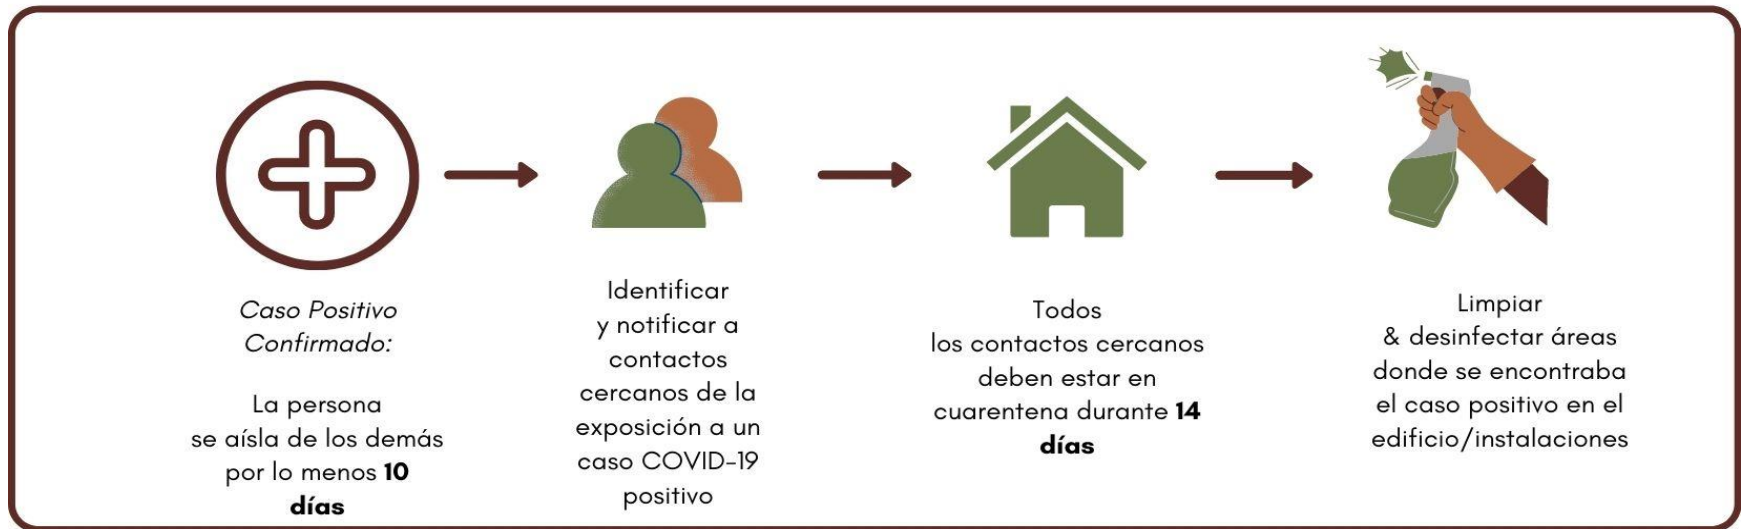 Caso Positivo
Confirmado:
La persona
se aísla de los demás
por lo menos 10
días
Identificar
y notificar a
contactos
cercanos de la
exposición a un
caso COVID-19
positivo
Todos
los contactos cercanos
deben estar en
cuarentena durante 14
días
Limpiar
& desinfectar áreas
donde se encontraba
el caso positivo en el
edificio/instalaciones